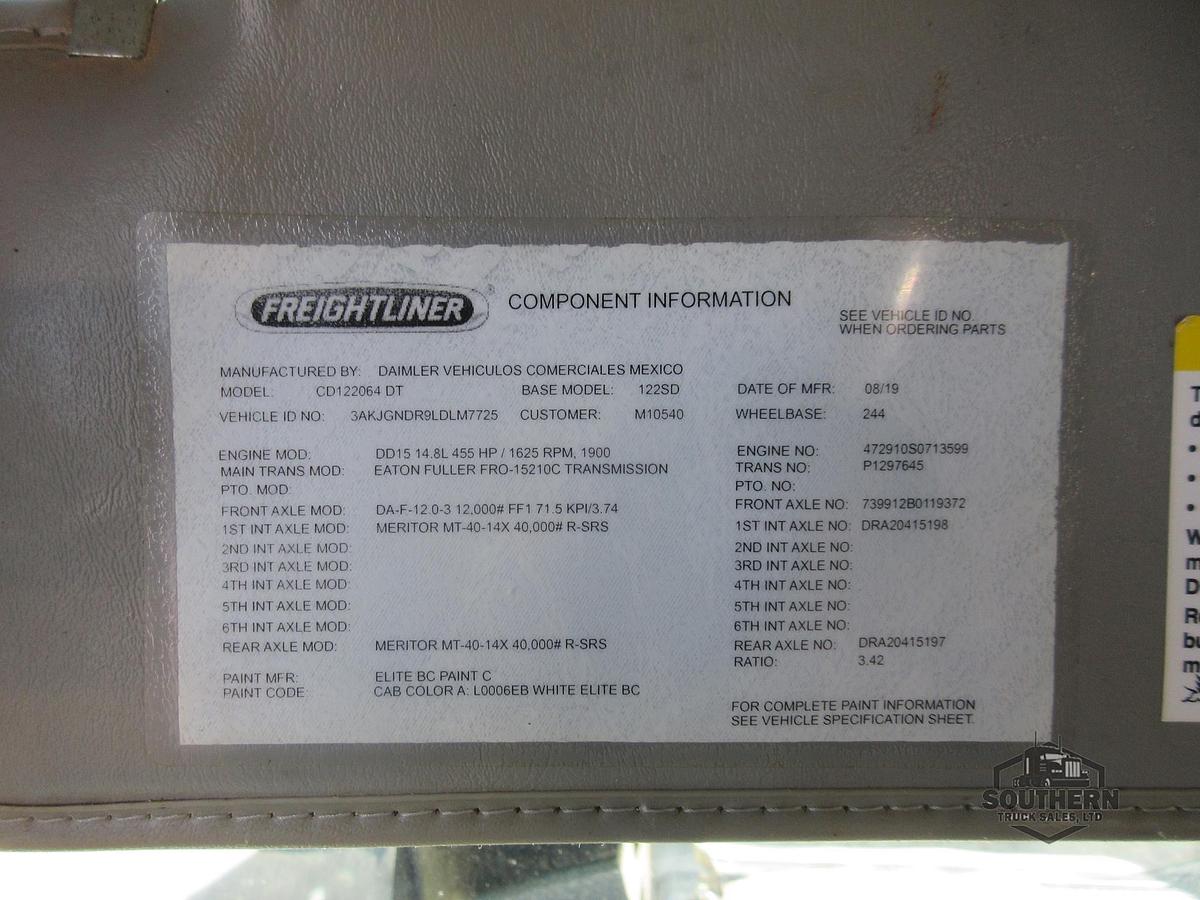 FREIGHTLINER
COMPONENT INFORMATION
SEE VEHICLE ID NO.
WHEN ORDERING PARTS
MANUFACTURED BY: DAIMLER VEHICULOS COMERCIALES MEXICO
MODEL: CD122064 DT BASE MODEL: 122SD DATE OF MFR: 08/19
VEHICLE ID NO: 3AKJGNDR9LDLM7725 CUSTOMER: M10540 WHEELBASE: 244
ENGINE MOD: DD15 14.8L 455 HP / 1625 RPM, 1900 ENGINE NO: 472910S0713599
MAIN TRANS MOD: EATON FULLER FRO-15210C TRANSMISSION TRANS NO: P1297645
PTO. MOD: PTO. NO:
FRONT AXLE MOD: DA-F-12.0-3 12,000# FF1 71.5 KPI/3.74 FRONT AXLE NO: 739912B0119372
1ST INT AXLE MOD: MERITOR MT-40-14X 40,000# R-SRS 1ST INT AXLE NO: DRA20415198
2ND INT AXLE MOD: 2ND INT AXLE NO:
3RD INT AXLE MOD: 3RD INT AXLE NO:
4TH INT AXLE MOD: 4TH INT AXLE NO:
5TH INT AXLE MOD: 5TH INT AXLE NO:
6TH INT AXLE MOD: 6TH INT AXLE NO:
REAR AXLE MOD: MERITOR MT-40-14X 40,000# R-SRS REAR AXLE NO: DRA20415197
RATIO: 3.42
PAINT MFR: ELITE BC PAINT C
PAINT CODE: CAB COLOR A: L0006EB WHITE ELITE BC
FOR COMPLETE PAINT INFORMATION
SEE VEHICLE SPECIFICATION SHEET.
SOUTHERN
TRUCK SALES, LTD